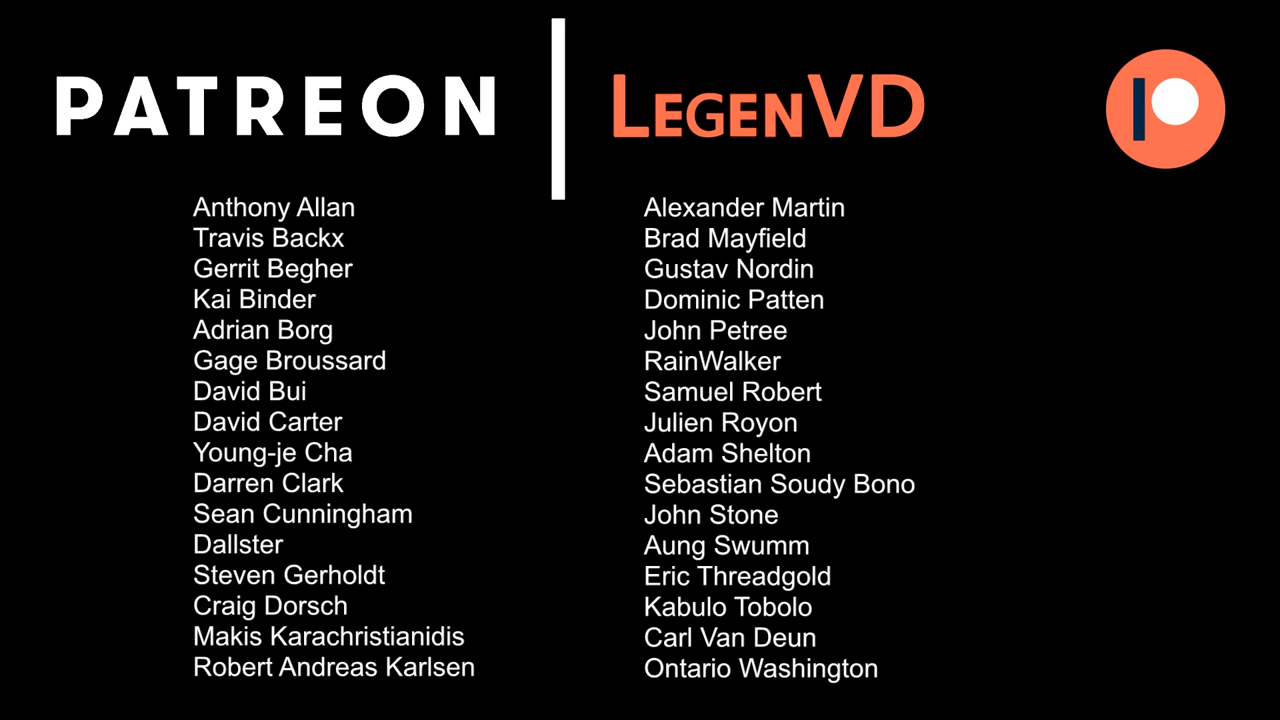 PATREON
LEGENVD
Anthony Allan
Travis Backx
Gerrit Begher
Kai Binder
Adrian Borg
Gage Broussard
David Bui
David Carter
Young-je Cha
Darren Clark
Sean Cunningham
Dallster
Steven Gerholdt
Craig Dorsch
Makis Karachristianidis
Robert Andreas Karlsen
Alexander Martin
Brad Mayfield
Gustav Nordin
Dominic Patten
John Petree
RainWalker
Samuel Robert
Julien Royon
Adam Shelton
Sebastian Soudy Bono
John Stone
Aung Swumm
Eric Threadgold
Kabulo Tobolo
Carl Van Deun
Ontario Washington